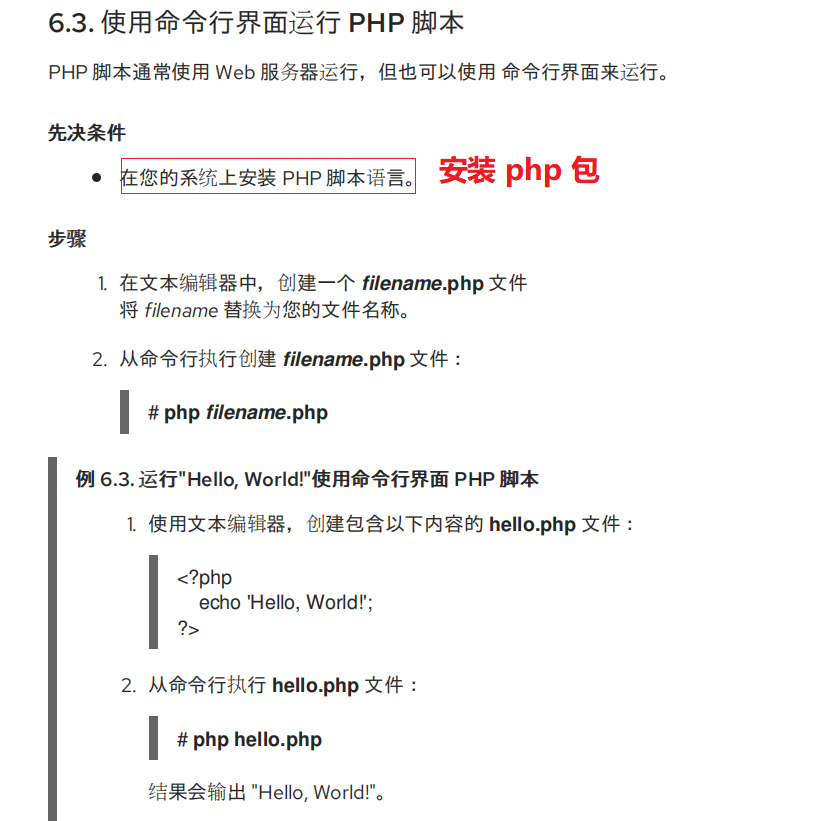 6.3. 使用命令行界面运行 PHP 脚本
PHP 脚本通常使用 Web 服务器运行，但也可以使用 命令行界面来运行。
先决条件
在您的系统上安装 PHP 脚本语言。 安装 php 包
步骤
1. 在文本编辑器中，创建一个 filename.php 文件
将 filename 替换为您的文件名称。
2. 从命令行执行创建 filename.php 文件：
# php filename.php
例 6.3. 运行"Hello, World!"使用命令行界面 PHP 脚本
1. 使用文本编辑器，创建包含以下内容的 hello.php 文件：
<?php
echo 'Hello, World!';
?>
2. 从命令行执行 hello.php 文件：
# php hello.php
结果会输出 "Hello, World!"。